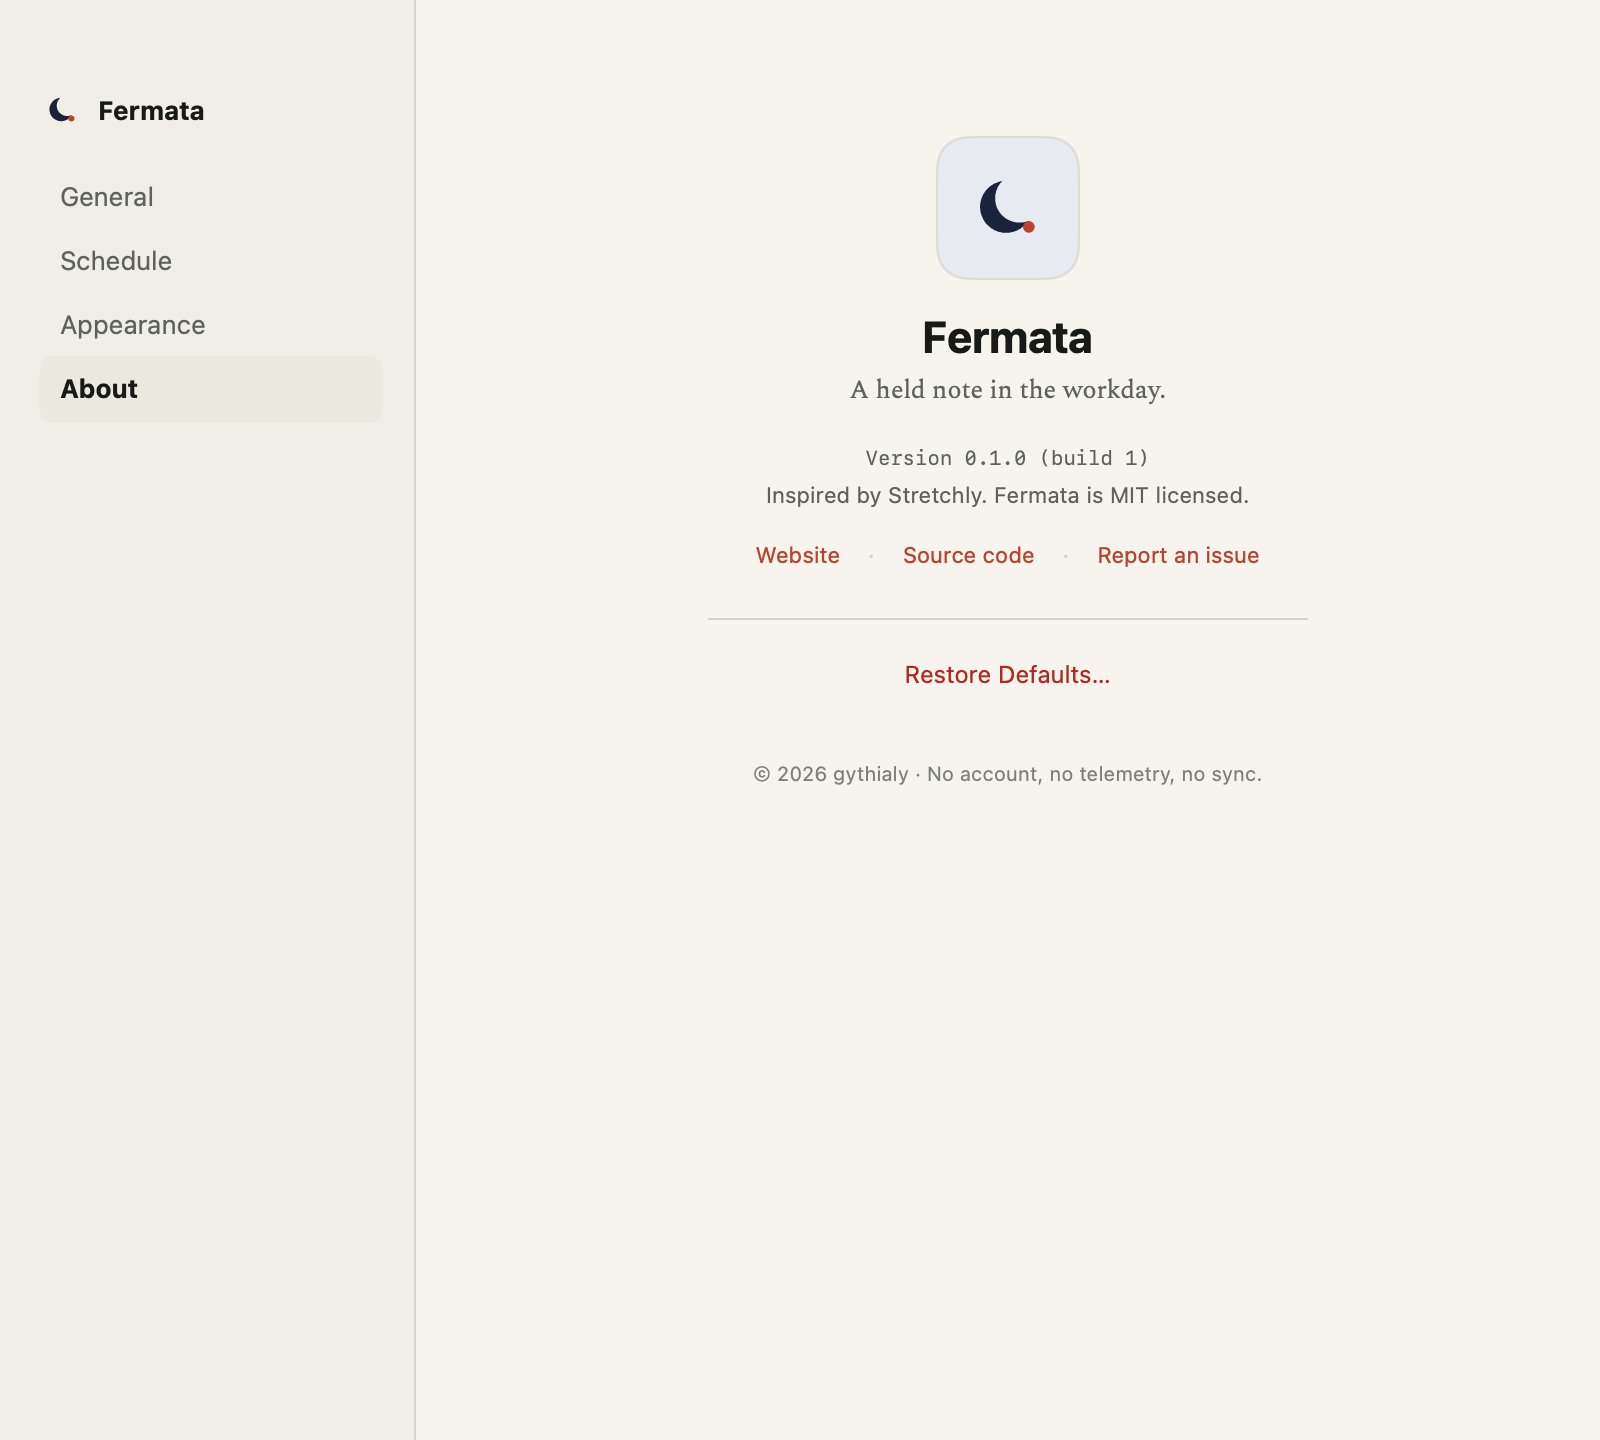 Fermata
General
Schedule
Appearance
About
Fermata
A held note in the workday.
Version 0.1.0 (build 1)
Inspired by Stretchly. Fermata is MIT licensed.
Website · Source code · Report an issue
Restore Defaults...
© 2026 gythialy · No account, no telemetry, no sync.